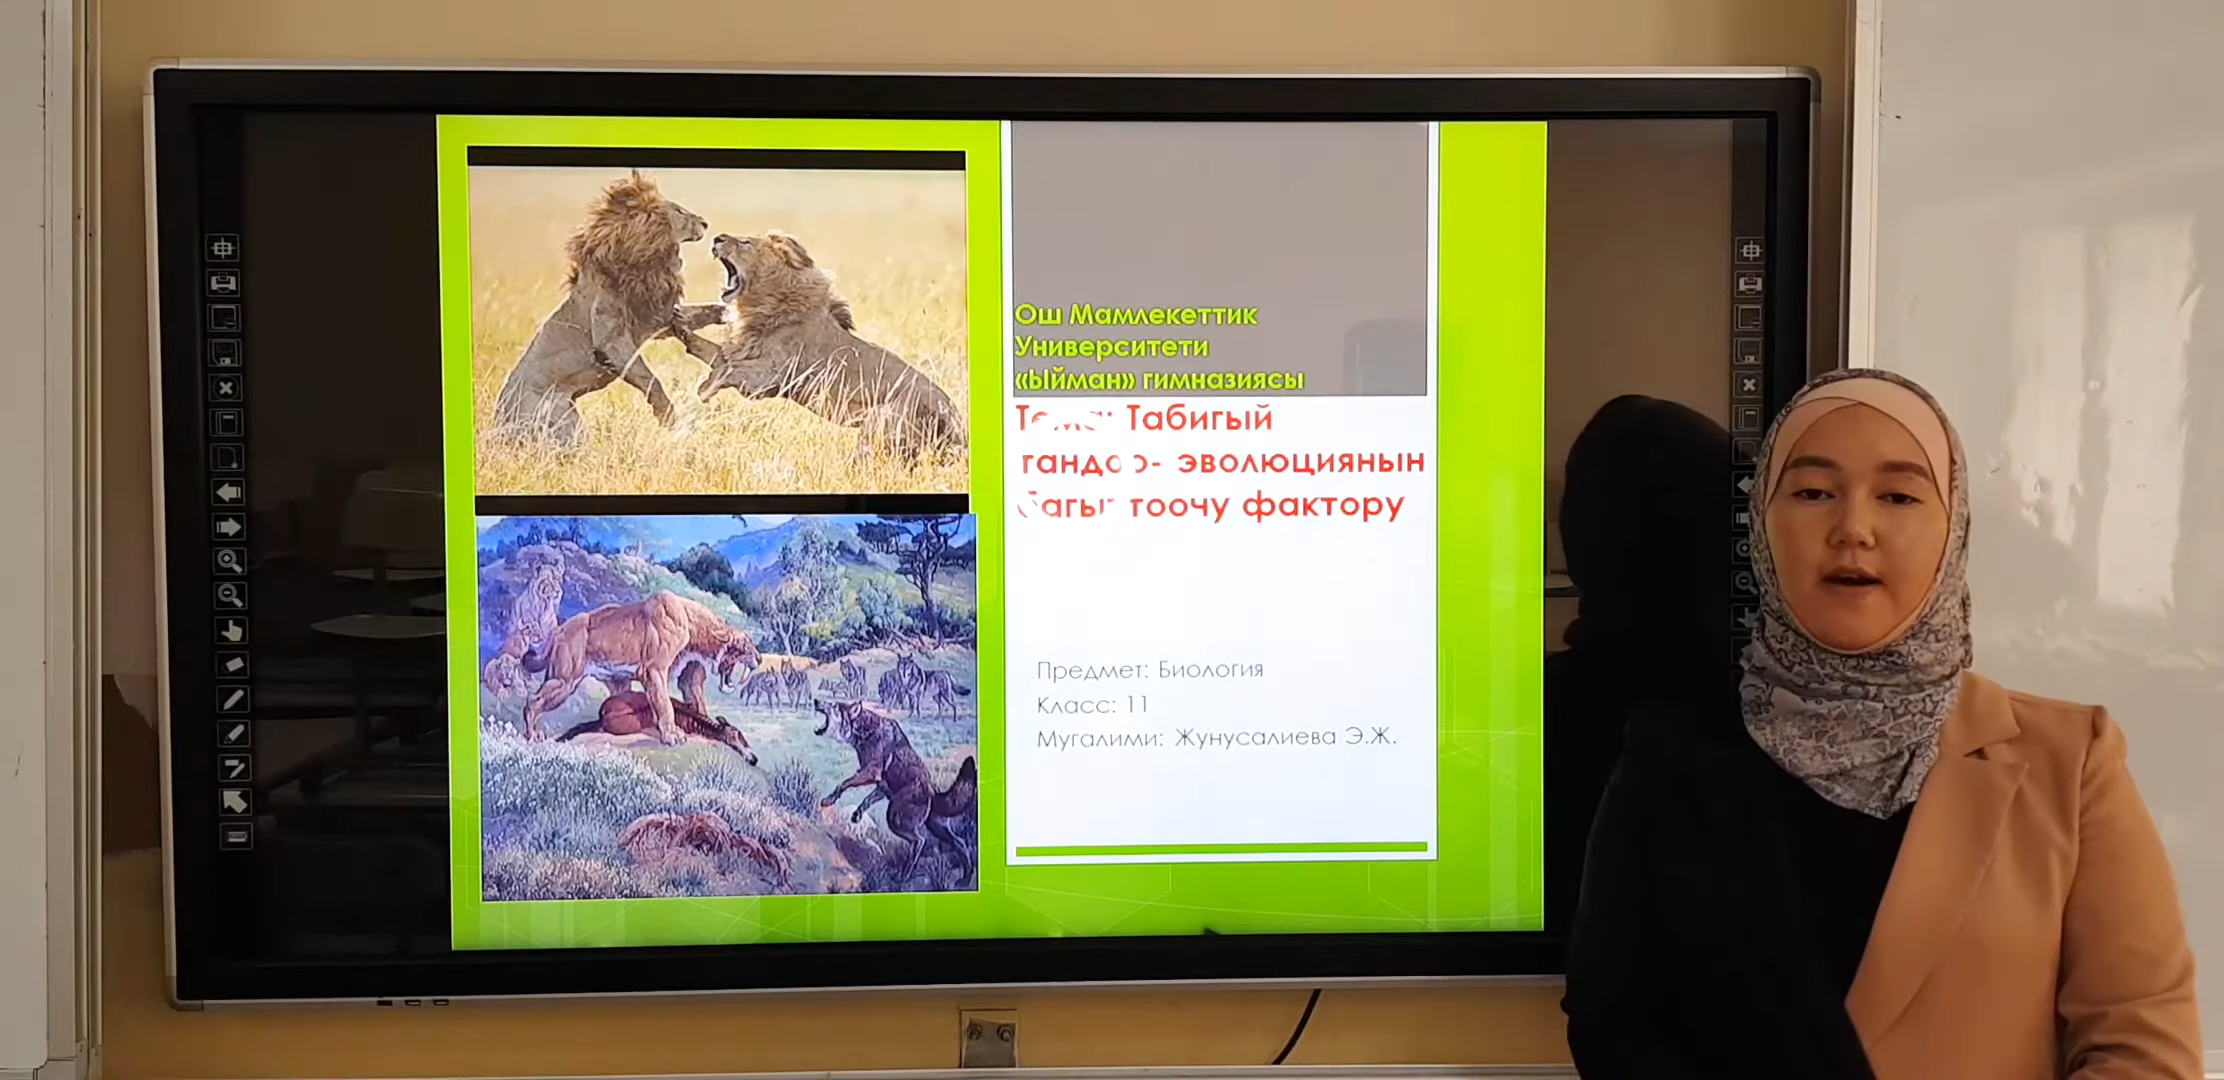 Ош Мамлекеттик
Университети
«Ыйман» гимназиясы
Тема: Табигый
тандоо- эволюциянын
багыттоочу фактору
Предмет: Биология
Класс: 11
Мугалими: Жунусалиева Э.Ж.